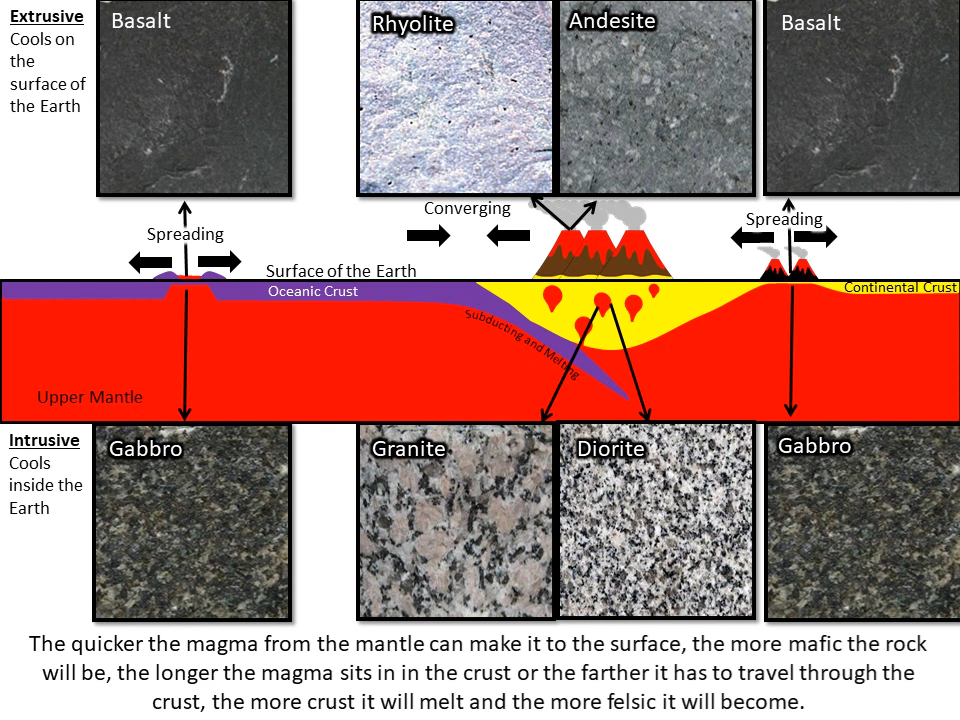 Extrusive
Cools on
the
surface of
the Earth
Basalt
Rhyolite
Andesite
Basalt
Spreading
Converging
Spreading
Surface of the Earth
Oceanic Crust
Continental Crust
Subducting and Melting
Upper Mantle
Intrusive
Cools
inside the
Earth
Gabbro
Granite
Diorite
Gabbro
The quicker the magma from the mantle can make it to the surface, the more mafic the rock
will be, the longer the magma sits in in the crust or the farther it has to travel through the
crust, the more crust it will melt and the more felsic it will become.